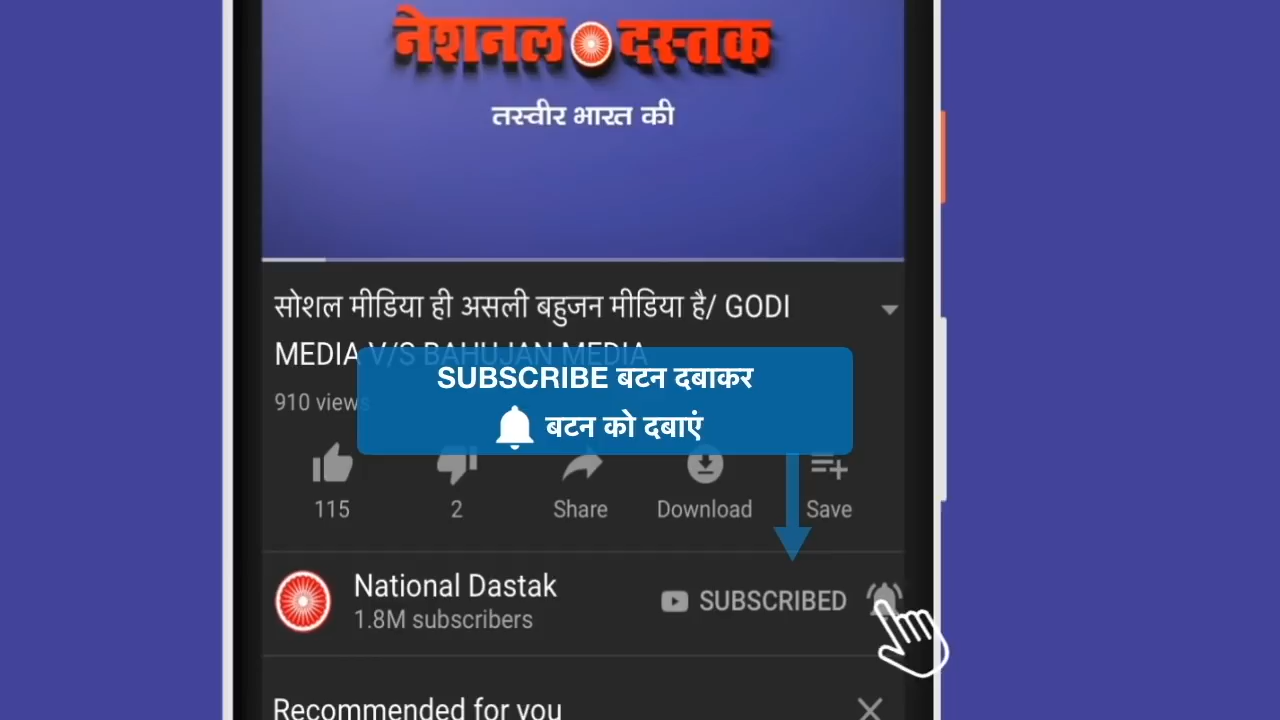 नेशनल दस्तक
तस्वीर भारत की
सोशल मीडिया ही असली बहुजन मीडिया है/ GODI
MEDIA V/S BAHUJAN MEDIA
910 views
SUBSCRIBE बटन दबाकर
बटन को दबाएं
115
2
Share
Download
Save
National Dastak
SUBSCRIBED
1.8M subscribers
Recommended for you